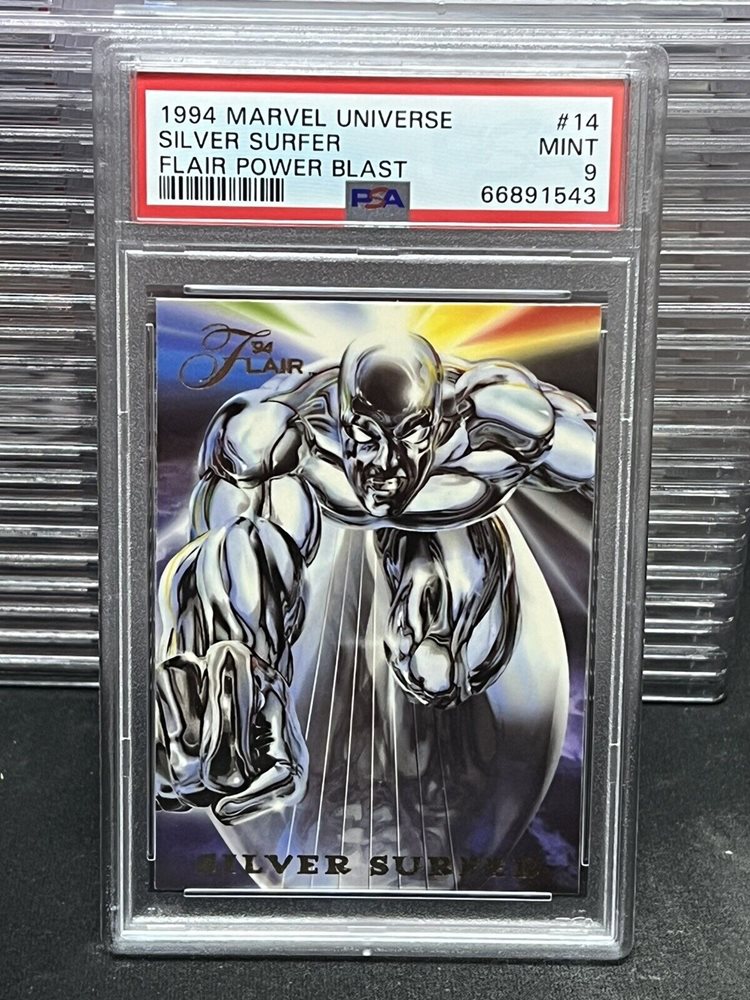 1994 MARVEL UNIVERSE #14
SILVER SURFER MINT
FLAIR POWER BLAST 9
PSA 66891543
'94
FLAIR
SILVER SURFER